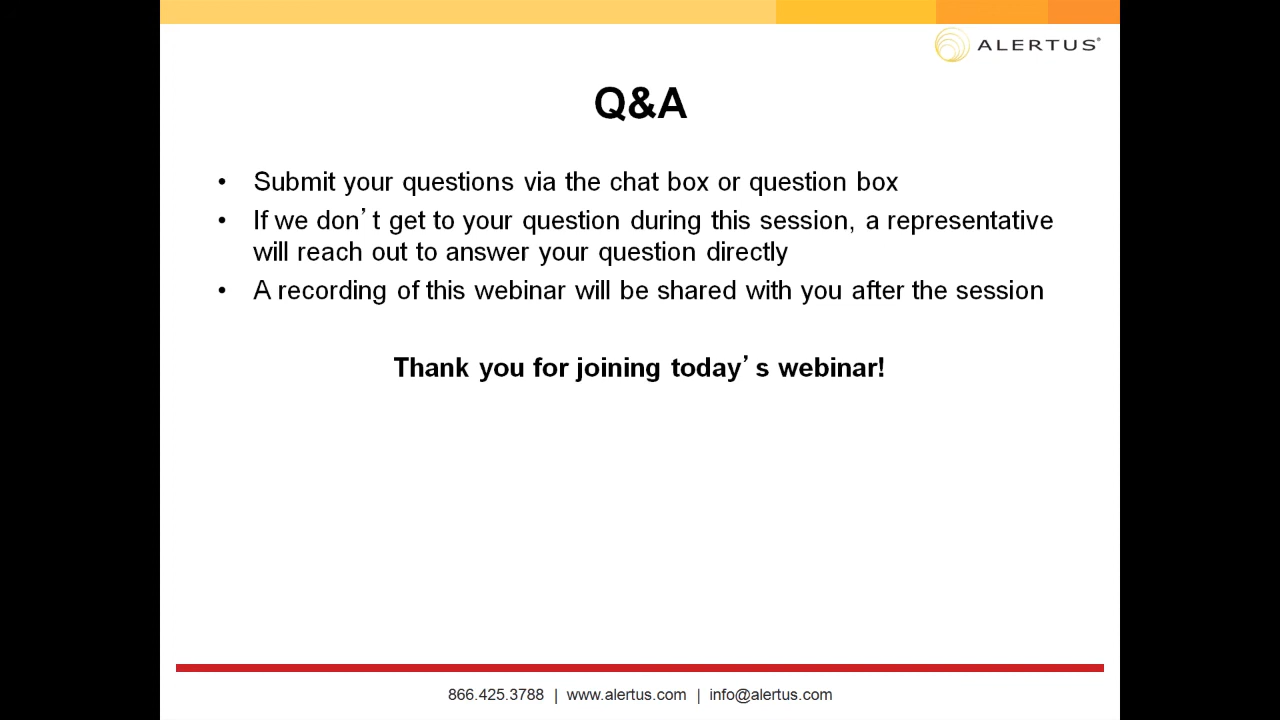 ALERTUS®
Q&A
• Submit your questions via the chat box or question box
• If we don’t get to your question during this session, a representative
will reach out to answer your question directly
• A recording of this webinar will be shared with you after the session
Thank you for joining today’s webinar!
866.425.3788 | www.alertus.com | info@alertus.com